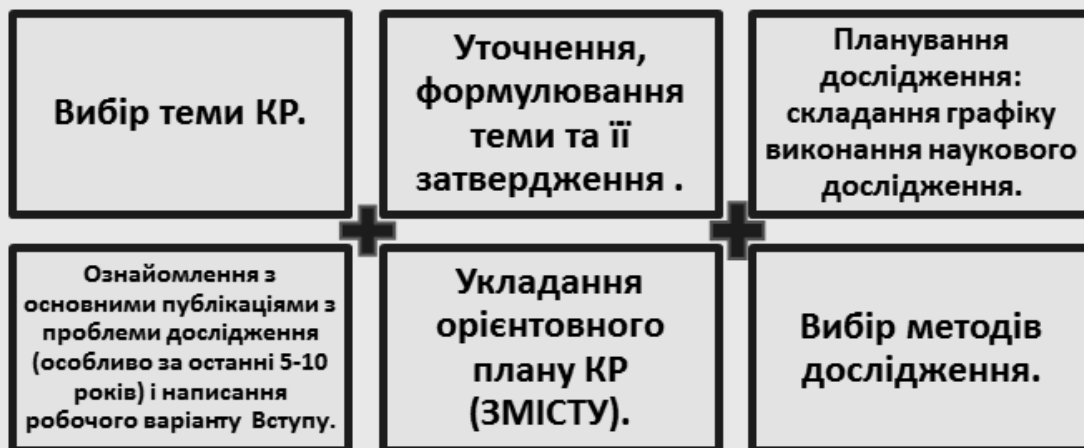 Вибір теми КР.
Уточнення,
формулювання
теми та її
затвердження .
Планування
дослідження:
складання графіку
виконання наукового
дослідження.
Ознайомлення з
основними публікаціями з
проблеми дослідження
(особливо за останні 5-10
років) і написання
робочого варіанту Вступу.
Укладання
орієнтовного
плану КР
(ЗМІСТУ).
Вибір методів
дослідження.